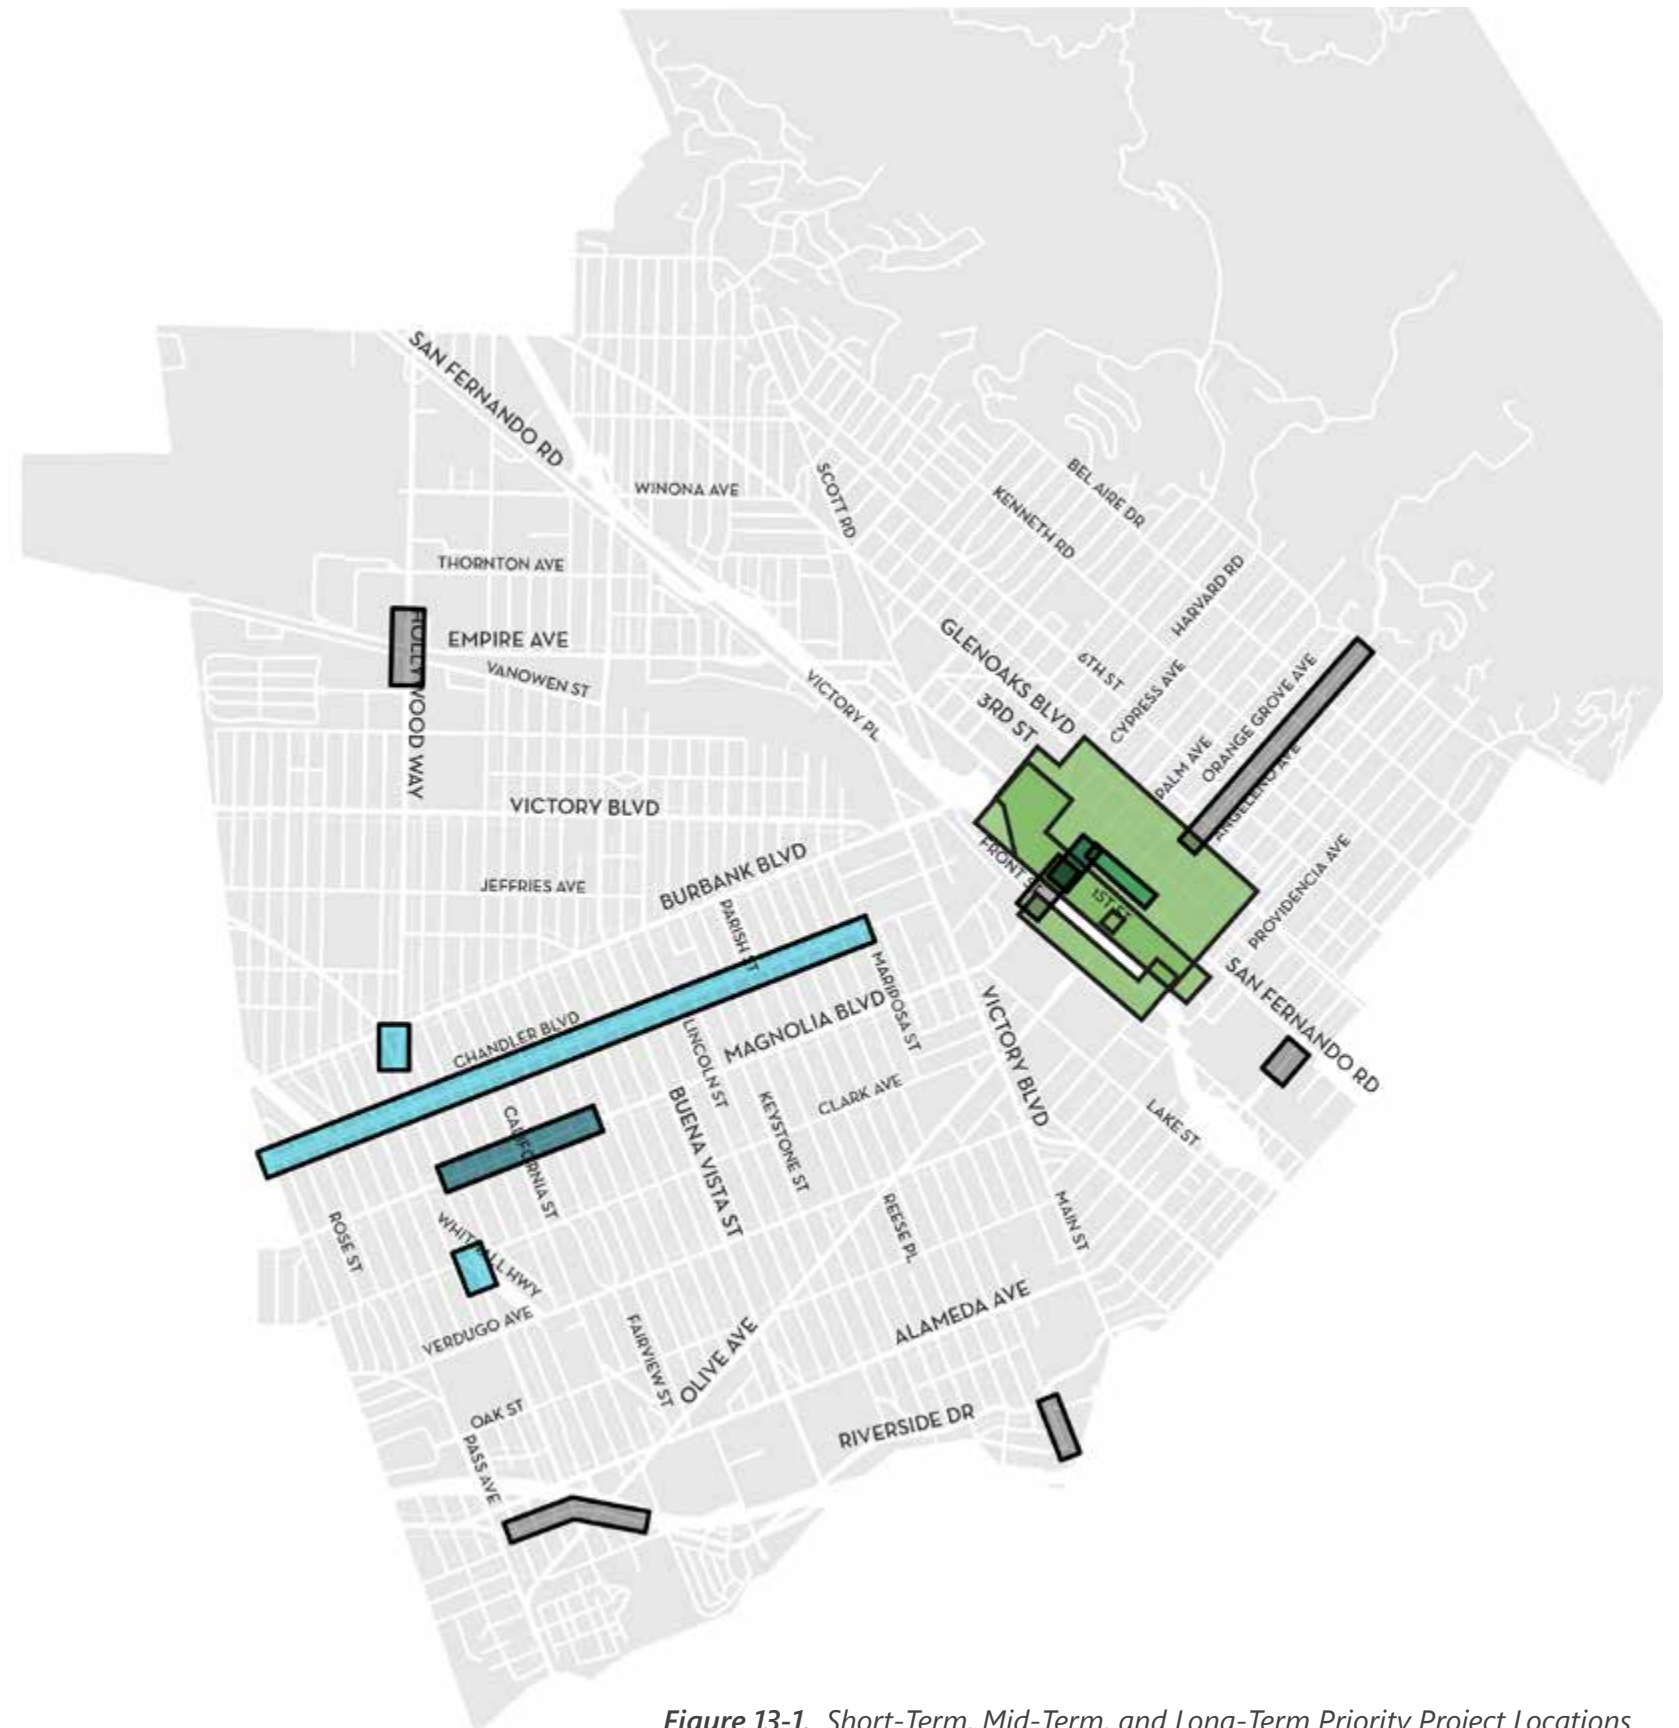 SAN FERNANDO RD
WINONA AVE
SCOTT RD
BEL AIRE DR
KENNETH RD
THORNTON AVE
HARVARD RD
HOLLYWOOD WAY
EMPIRE AVE
VANOWEN ST
GLENOAKS BLVD
6TH ST
CYPRESS AVE
3RD ST
VICTORY PL
ORANGE GROVE AVE
PALM AVE
ANGELENO AVE
VICTORY BLVD
FRONT ST
1ST ST
PROVIDENCIA AVE
BURBANK BLVD
JEFFRIES AVE
PARISH ST
MARIPOSA ST
SAN FERNANDO RD
CHANDLER BLVD
MAGNOLIA BLVD
LINCOLN ST
VICTORY BLVD
CLARK AVE
KEYSTONE ST
BUENA VISTA ST
CALIFORNIA ST
LAKE ST
ROSE ST
WHITNALL HWY
REESE PL
MAIN ST
VERDUGO AVE
FAIRVIEW ST
OLIVE AVE
ALAMEDA AVE
OAK ST
PASS AVE
RIVERSIDE DR
Figure 13-1. Short-Term, Mid-Term, and Long-Term Priority Project Locations